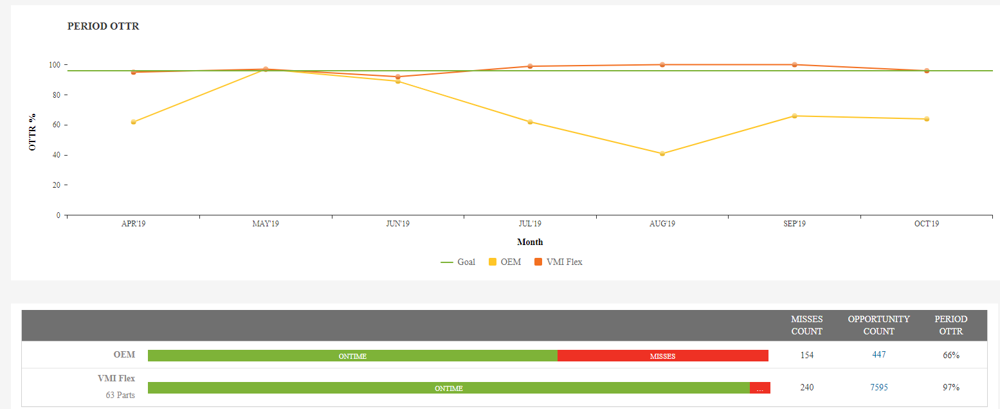 PERIOD OTTR
100
80
60
40
20
0
OTTR %
APR'19 MAY'19 JUN'19 JUL'19 AUG'19 SEP'19 OCT'19
Month
Goal OEM VMI Flex
MISSES COUNT OPPORTUNITY COUNT PERIOD OTTR
OEM ONTIME MISSES 154 447 66%
VMI Flex
63 Parts ONTIME ... 240 7595 97%